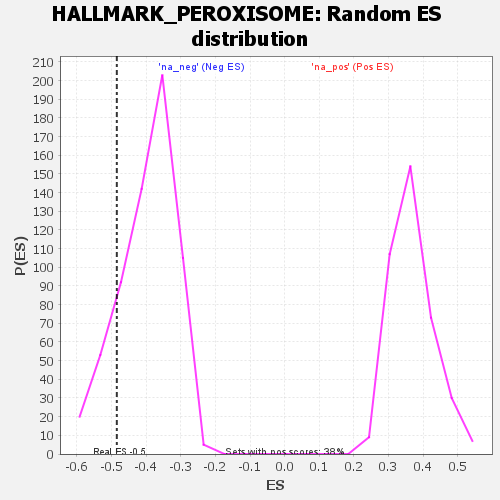 HALLMARK_PEROXISOME: Random ES
distribution
'na_neg' (Neg ES)
'na_pos' (Pos ES)
210
200
190
180
170
160
150
140
130
120
110
100
90
80
70
60
50
40
30
20
10
0
P(ES)
Real ES -0.5
Sets with pos scores: 38%
-0.6 -0.5 -0.4 -0.3 -0.2 -0.1 0.0 0.1 0.2 0.3 0.4 0.5
ES